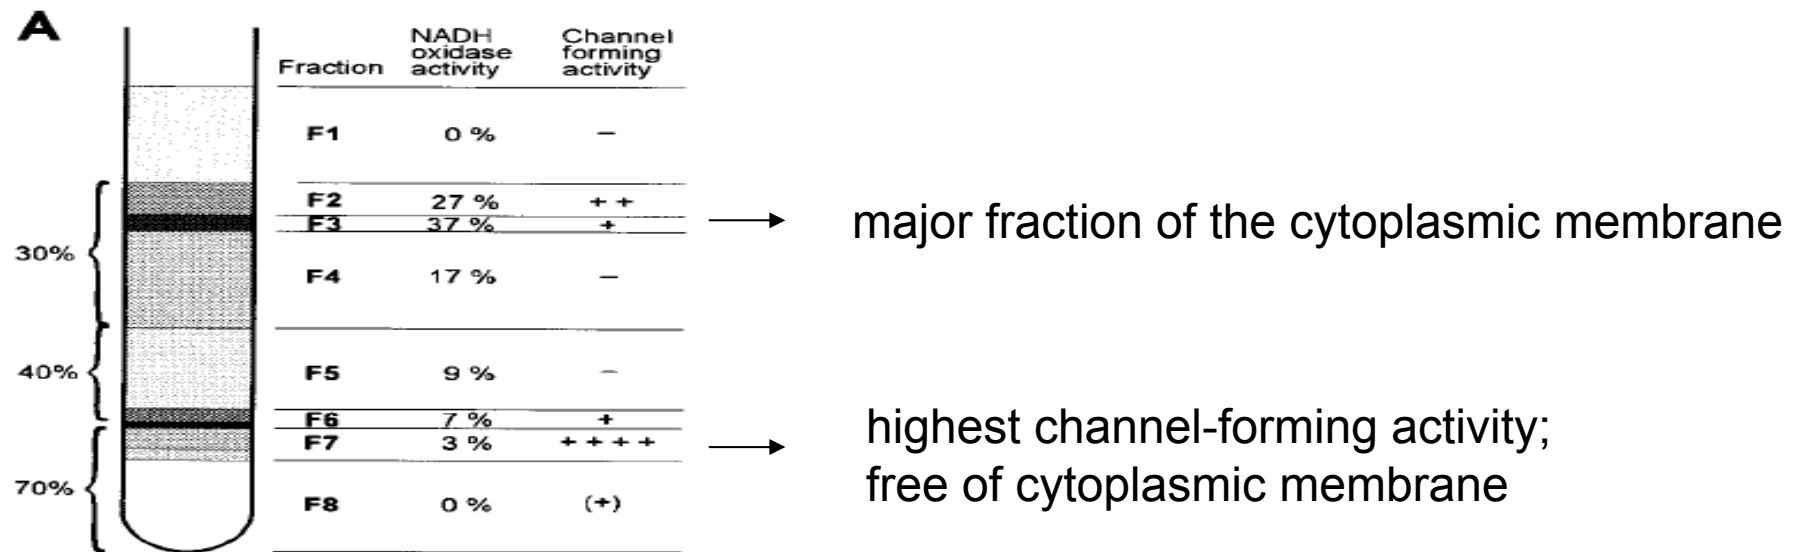 A
Fraction NADH oxidase activity Channel forming activity
F1 0 % –
F2 27 % + +
F3 37 % +
major fraction of the cytoplasmic membrane
30%
F4 17 % –
40%
F5 9 % –
F6 7 % +
F7 3 % + + + +
highest channel-forming activity;
free of cytoplasmic membrane
70%
F8 0 % (+)